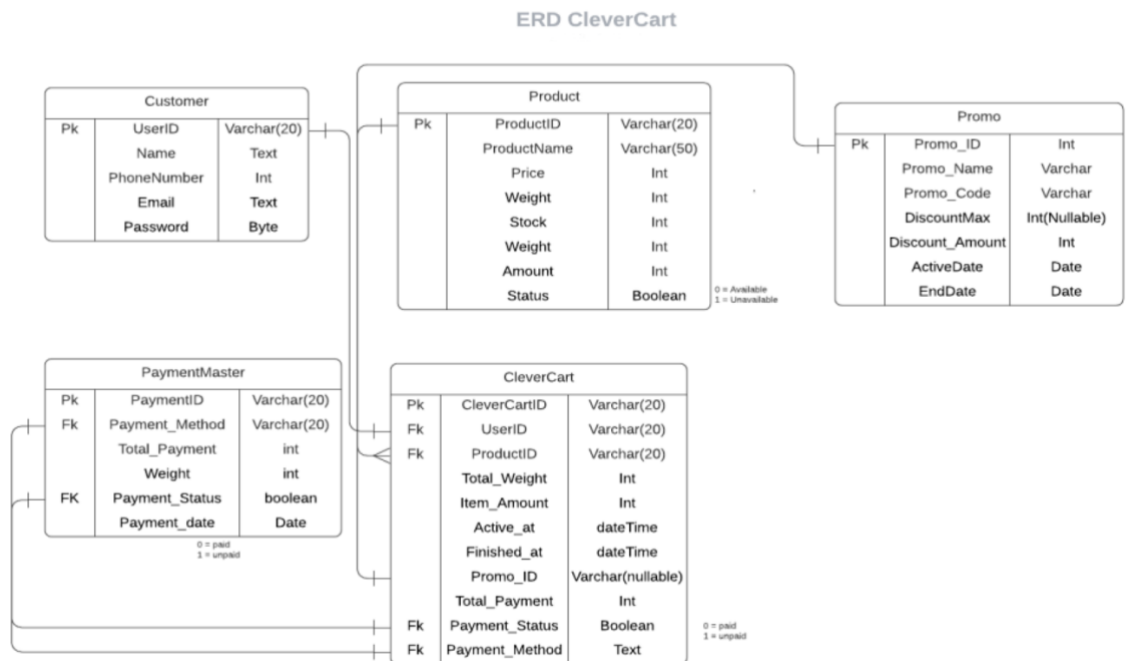 ERD CleverCart
Customer
Pk UserID Varchar(20)
Name Text
PhoneNumber Int
Email Text
Password Byte
Product
Pk ProductID Varchar(20)
ProductName Varchar(50)
Price Int
Weight Int
Stock Int
Weight Int
Amount Int
Status Boolean
0 = Available
1 = Unavailable
Promo
Pk Promo_ID Int
Promo_Name Varchar
Promo_Code Varchar
DiscountMax Int(Nullable)
Discount_Amount Int
ActiveDate Date
EndDate Date
PaymentMaster
Pk PaymentID Varchar(20)
Fk Payment_Method Varchar(20)
Total_Payment int
Weight int
FK Payment_Status boolean
Payment_date Date
0 = paid
1 = unpaid
CleverCart
Pk CleverCartID Varchar(20)
Fk UserID Varchar(20)
Fk ProductID Varchar(20)
Total_Weight Int
Item_Amount Int
Active_at dateTime
Finished_at dateTime
Promo_ID Varchar(nullable)
Total_Payment Int
Fk Payment_Status Boolean
Fk Payment_Method Text
0 = paid
1 = unpaid